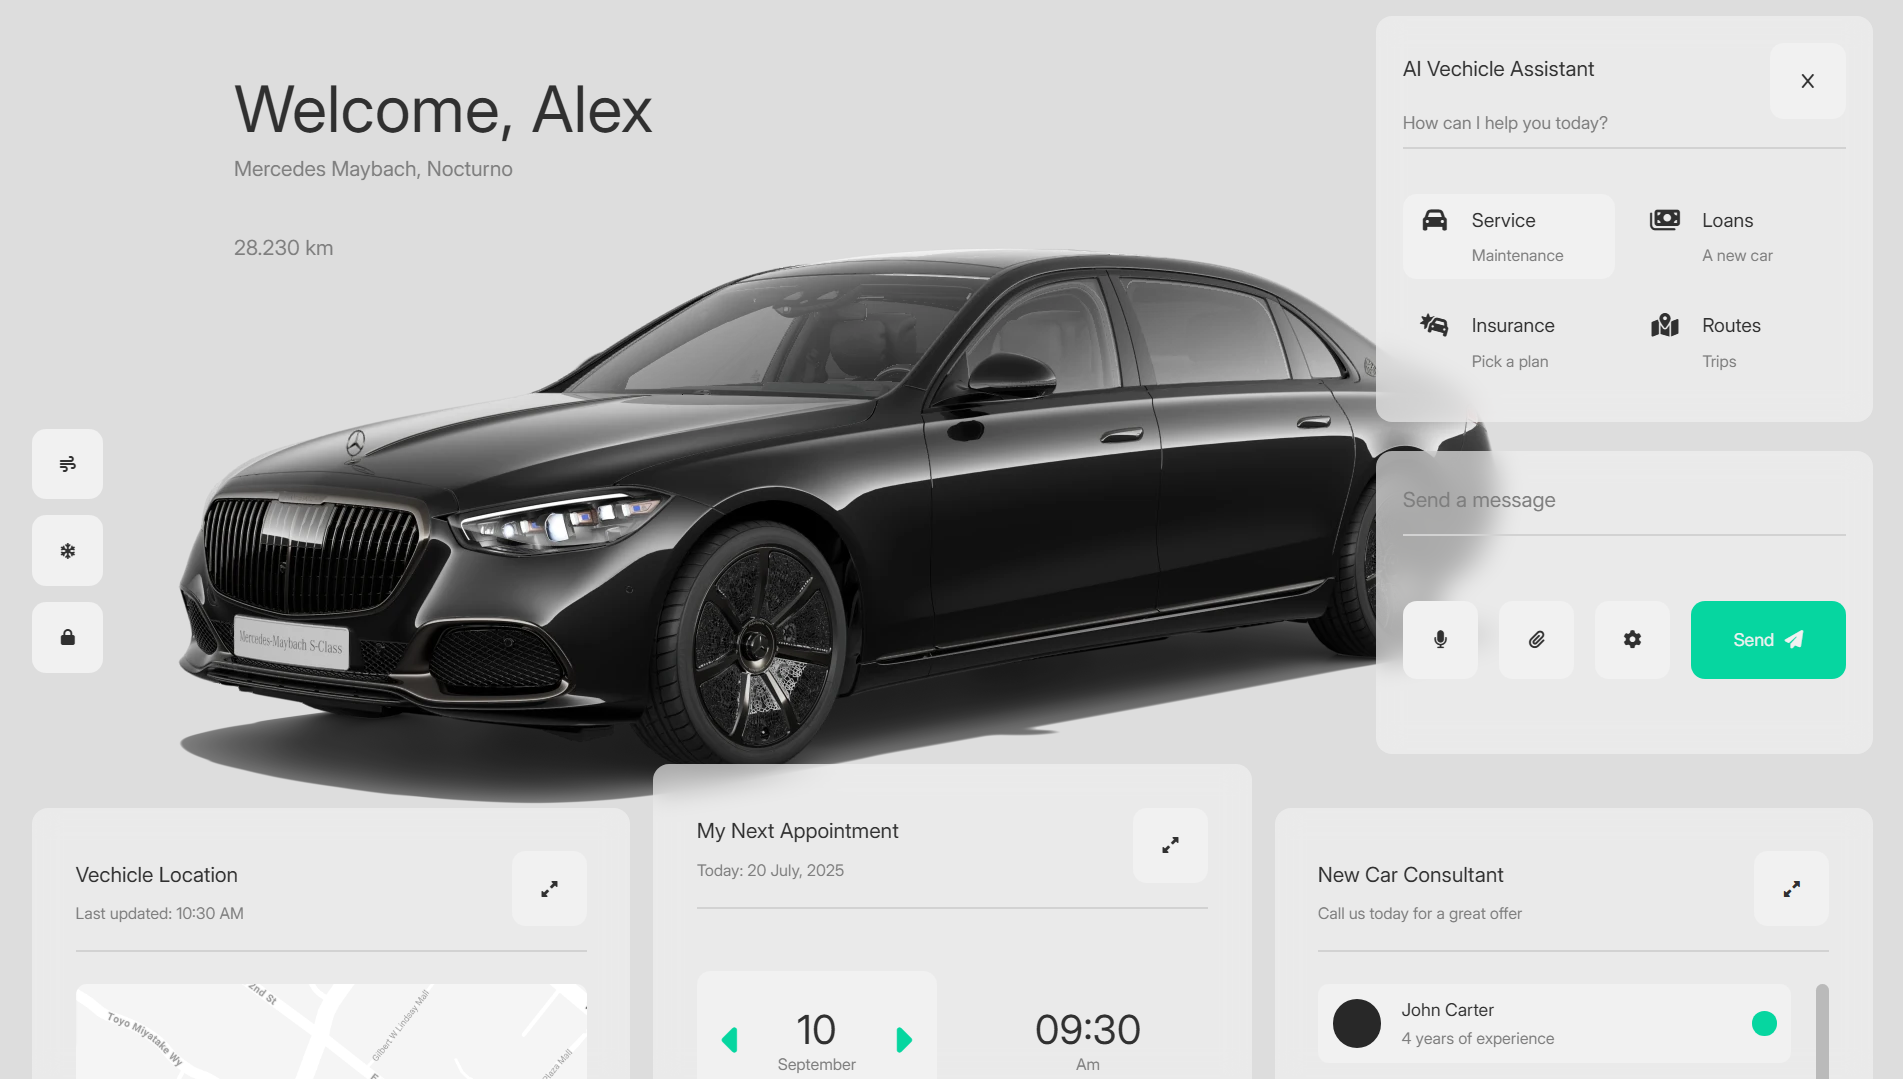 Welcome, Alex
Mercedes Maybach, Nocturno
28.230 km
Mercedes-Maybach S-Class
AI Vechicle Assistant
X
How can I help you today?
Service
Maintenance
Loans
A new car
Insurance
Pick a plan
Routes
Trips
Send a message
Send
Vechicle Location
Last updated: 10:30 AM
2nd St
Toyo Miyatake Wy
Gilbert W Lindsay Mall
Plaza Mall
My Next Appointment
Today: 20 July, 2025
10
September
09:30
Am
New Car Consultant
Call us today for a great offer
John Carter
4 years of experience